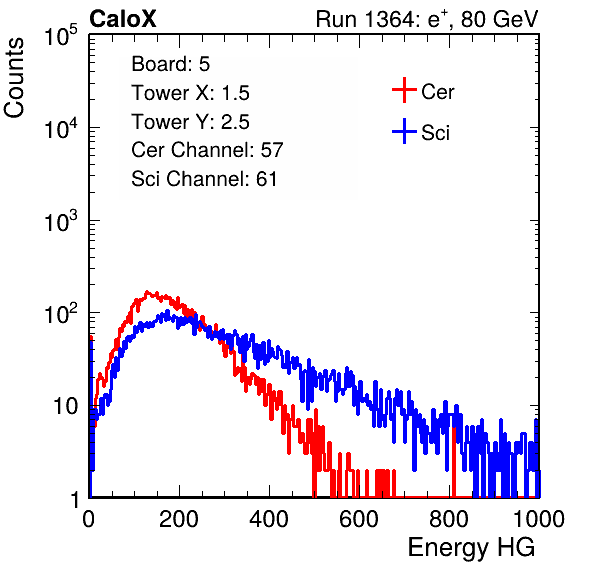 CaloX Run 1364: e⁺, 80 GeV
Counts
10⁵
10⁴
10³
10²
10
1
Board: 5
Tower X: 1.5
Tower Y: 2.5
Cer Channel: 57
Sci Channel: 61
Cer
Sci
0 200 400 600 800 1000
Energy HG